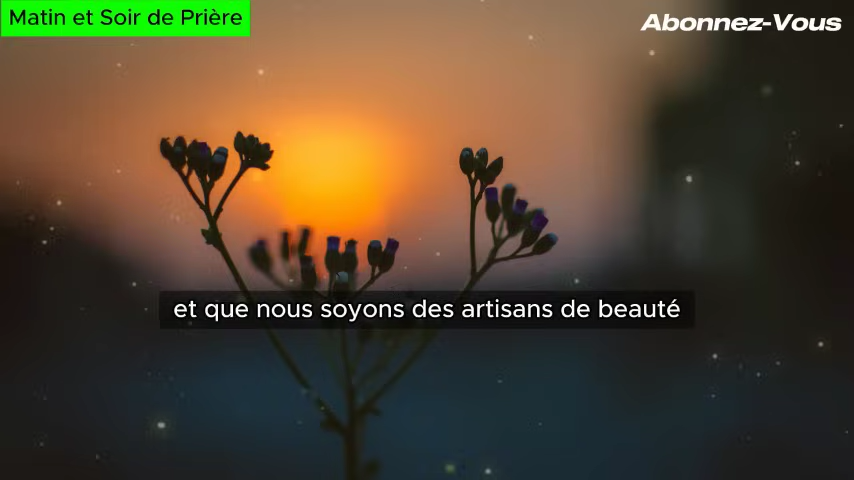 Matin et Soir de Prière
Abonnez-Vous
et que nous soyons des artisans de beauté